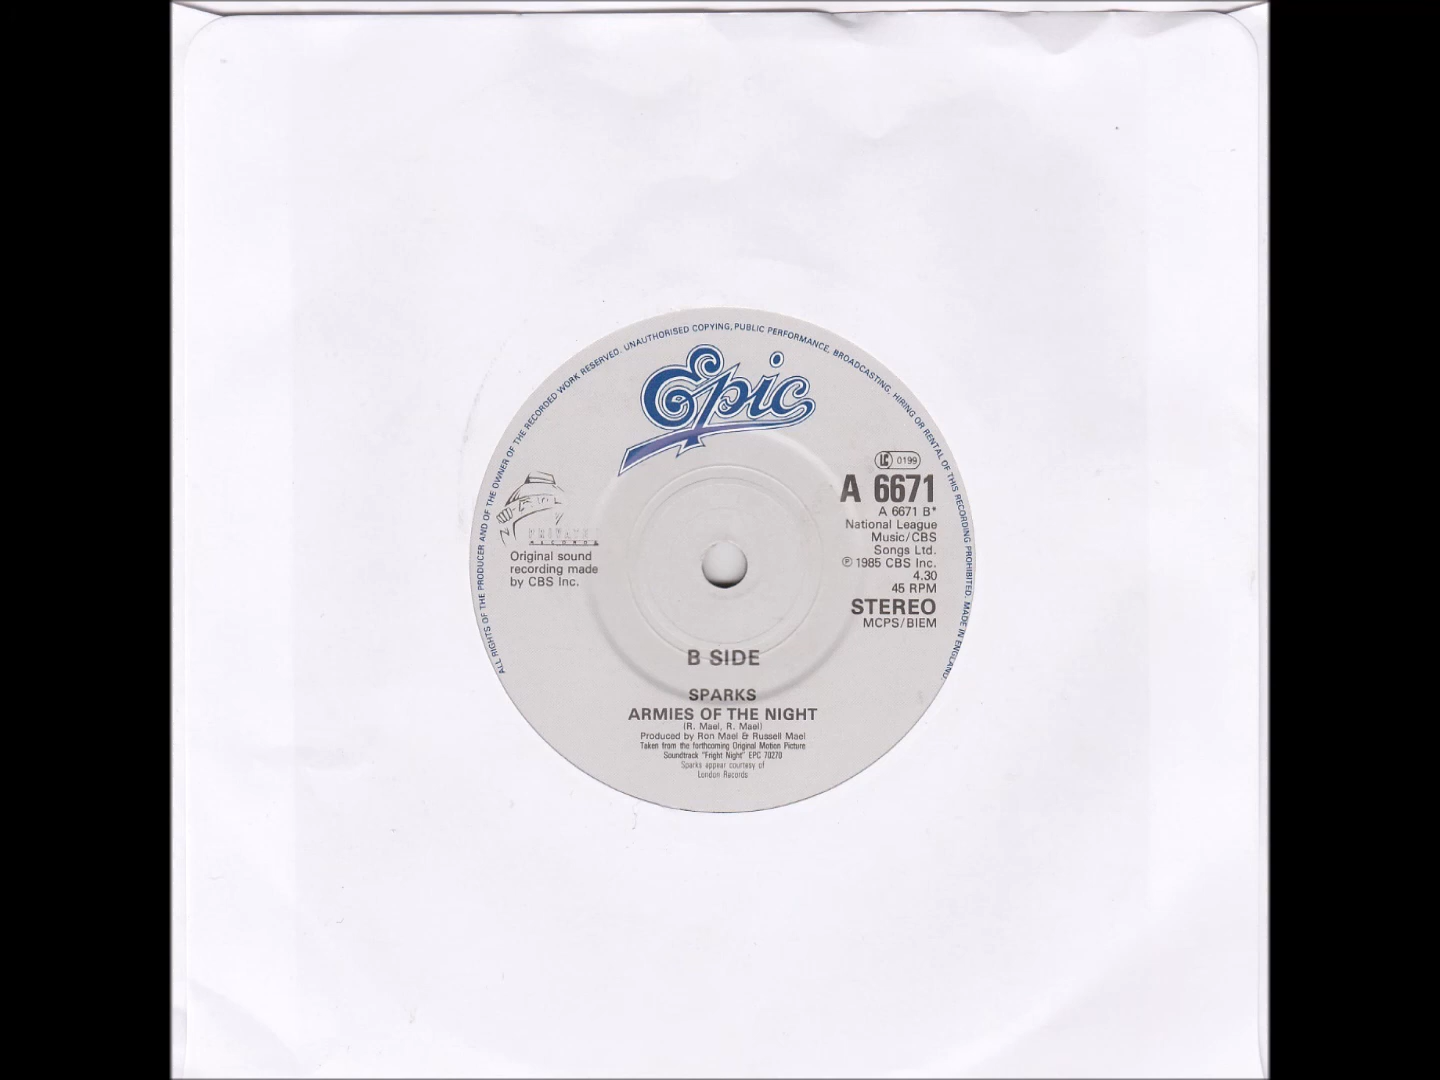 ALL RIGHTS OF THE PRODUCER AND OF THE OWNER OF THE RECORDED WORK RESERVED. UNAUTHORISED COPYING, PUBLIC PERFORMANCE, BROADCASTING, HIRING OR RENTAL OF THIS RECORDING PROHIBITED. MADE IN ENGLAND.
Epic
LC 0199
A 6671
A 6671 B*
National League
Music/CBS
Songs Ltd.
℗ 1985 CBS Inc.
4.30
45 RPM
STEREO
MCPS/BIEM
PRIVATE I
RECORDS
Original sound
recording made
by CBS Inc.
B SIDE
SPARKS
ARMIES OF THE NIGHT
(R. Mael, R. Mael)
Produced by Ron Mael & Russell Mael
Taken from the forthcoming Original Motion Picture
Soundtrack "Fright Night" EPC 70270
Sparks appear courtesy of
London Records